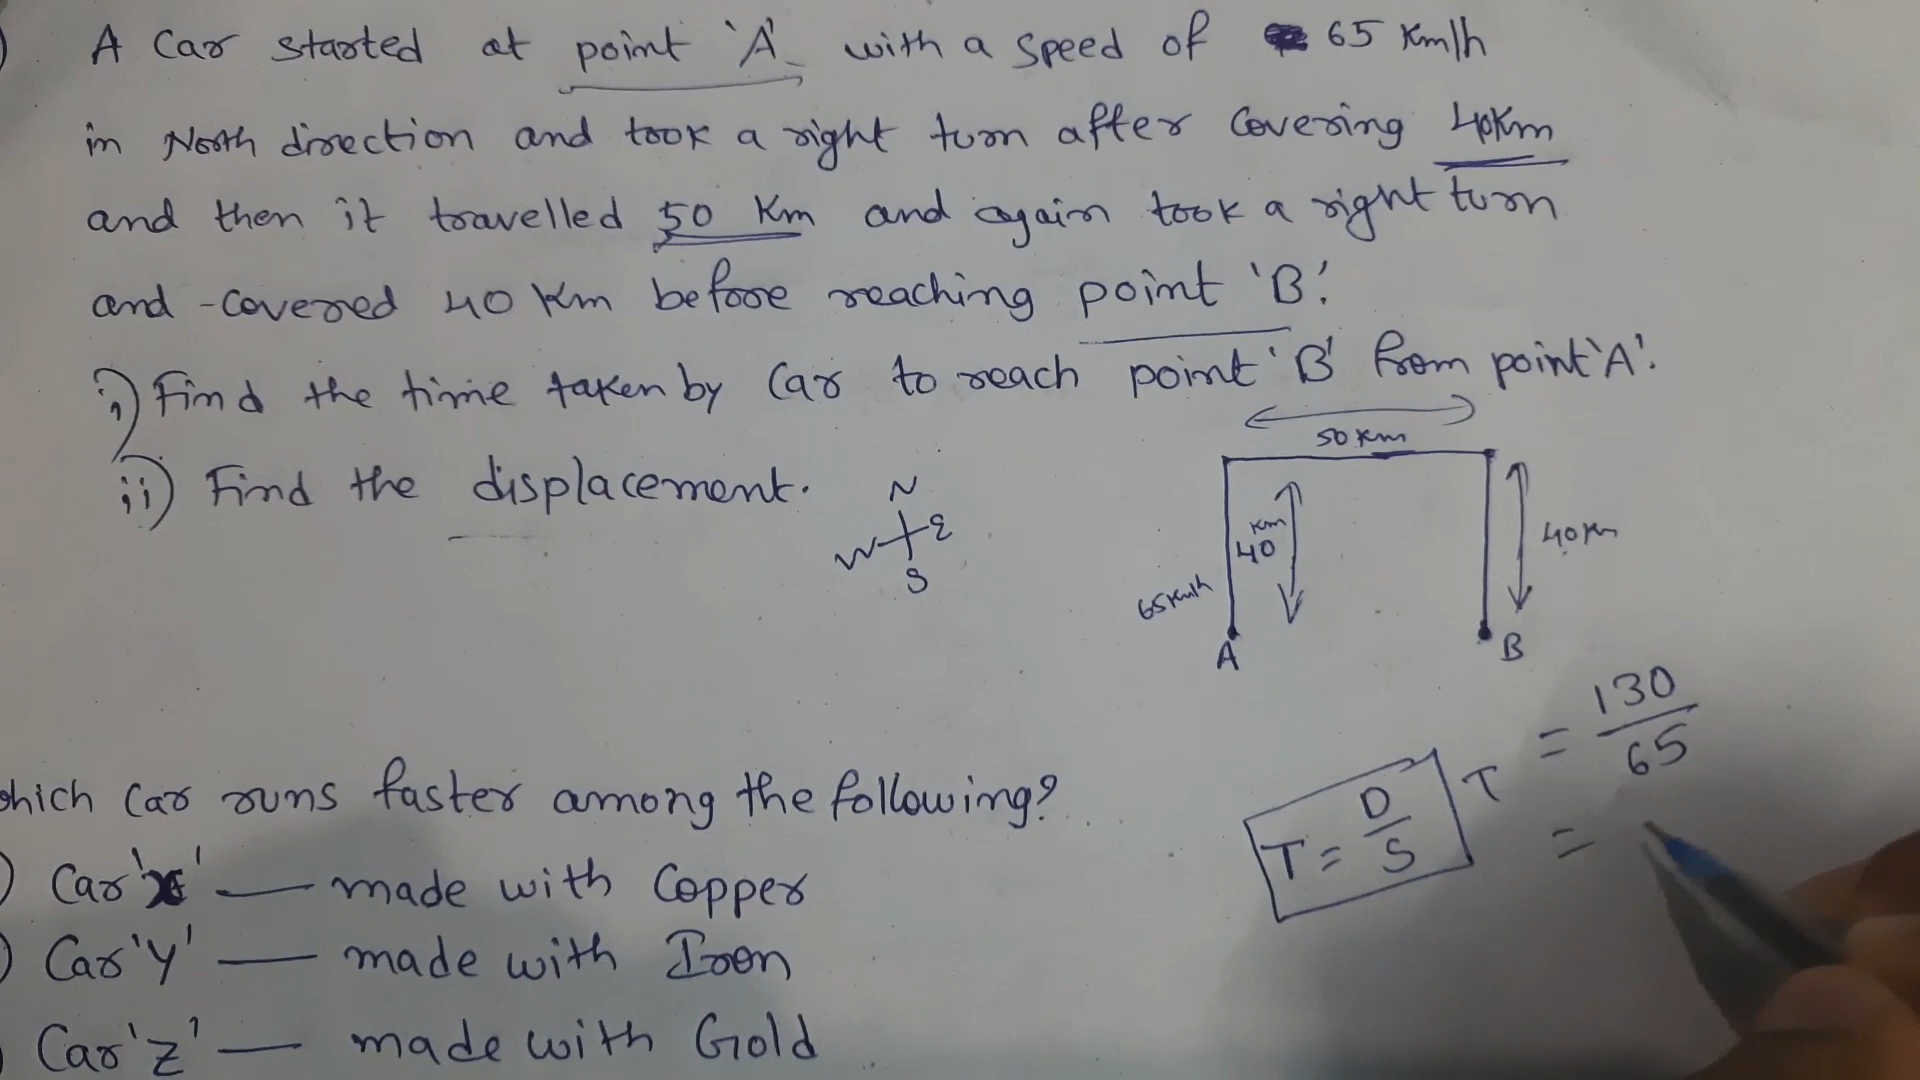 A Car started at point 'A' with a speed of 65 Km/h
in North direction and took a right turn after covering 40Km
and then it travelled 50 Km and again took a right turn
and covered 40 Km before reaching point 'B'.
i) Find the time taken by Car to reach point 'B' from point 'A'.
ii) Find the displacement.
N
W E
S
50 Km
40 Km
40 Km
65 Km/h
A
B
T = 130/65
=
T = D/S
which Car runs faster among the following?
) Car 'x' — made with Copper
) Car 'y' — made with Iron
) Car 'z' — made with Gold